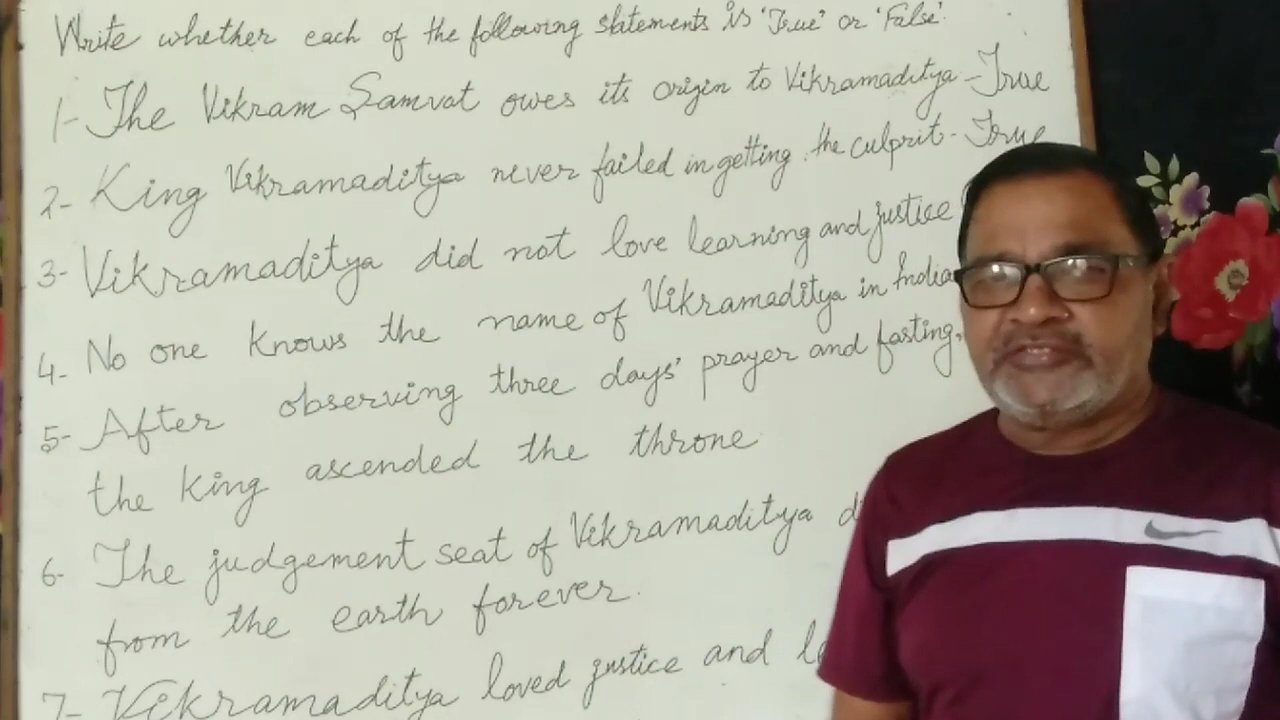 Write whether each of the following statements is 'True' or 'False'.
1- The Vikram Samvat owes its origin to Vikramaditya - True
2- King Vikramaditya never failed in getting the culprit - True
3- Vikramaditya did not love learning and justice
4- No one knows the name of Vikramaditya in India
5- After observing three days' prayer and fasting,
the king ascended the throne
6- The judgement seat of Vikramaditya
from the earth forever.
7- Vikramaditya loved justice and